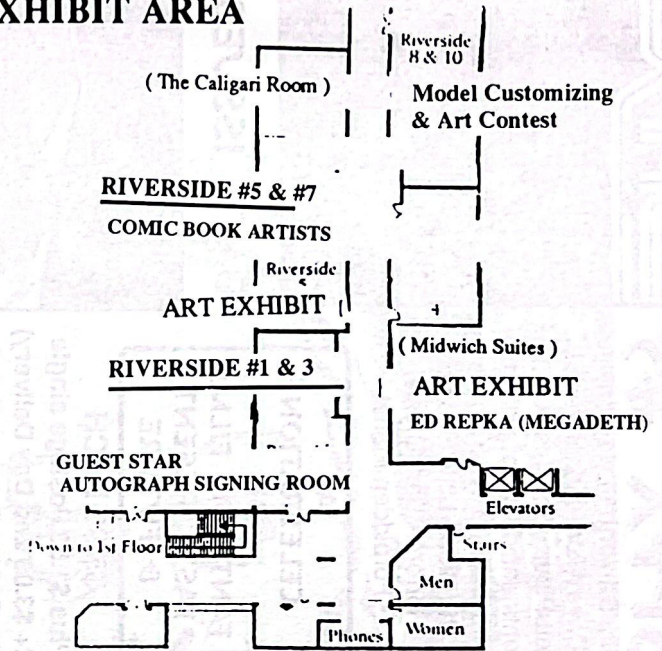 XHIBIT AREA
Riverside
8 & 10
( The Caligari Room )
Model Customizing
& Art Contest
RIVERSIDE #5 & #7
COMIC BOOK ARTISTS
Riverside
ART EXHIBIT
( Midwich Suites )
RIVERSIDE #1 & 3
ART EXHIBIT
ED REPKA (MEGADETH)
GUEST STAR
AUTOGRAPH SIGNING ROOM
Elevators
Down to 1st Floor
Stairs
Men
Women
Phones